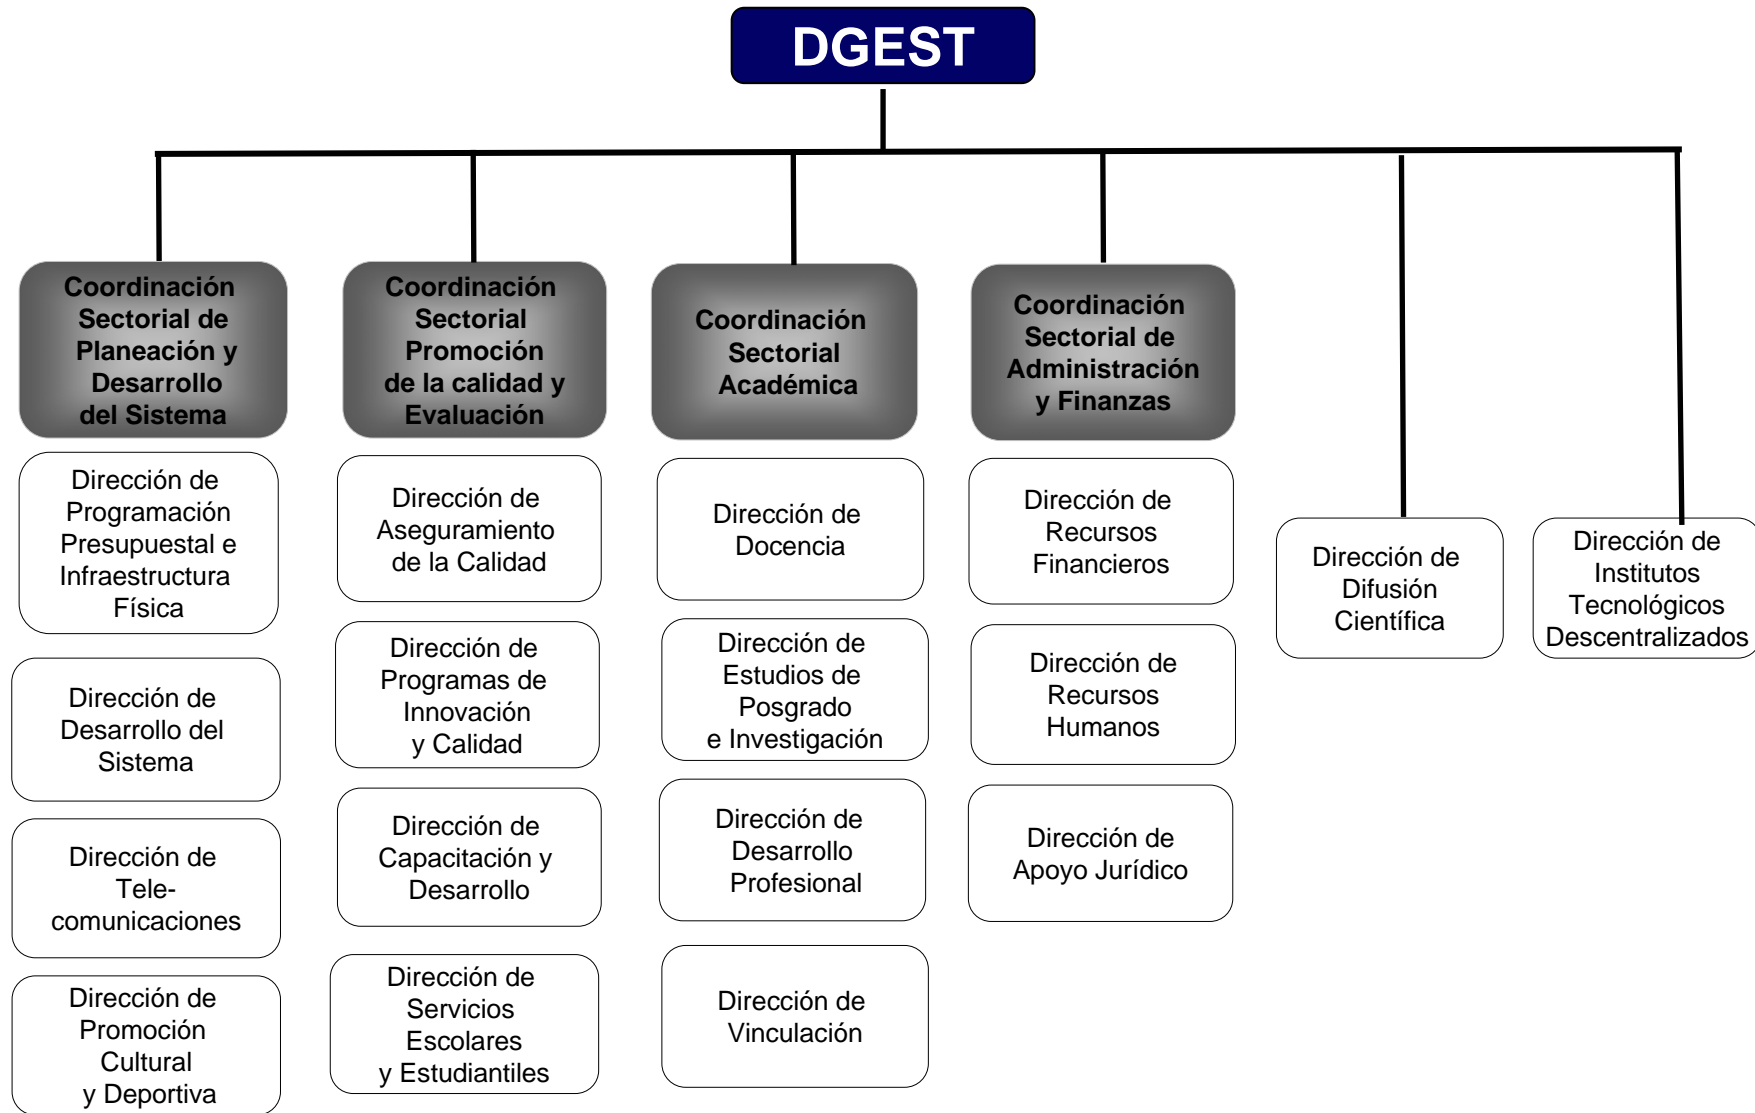 DGEST
Coordinación
Sectorial de
Planeación y
Desarrollo
del Sistema
Dirección de
Programación
Presupuestal e
Infraestructura
Física
Dirección de
Desarrollo del
Sistema
Dirección de
Tele-
comunicaciones
Dirección de
Promoción
Cultural
y Deportiva
Coordinación
Sectorial
Promoción
de la calidad y
Evaluación
Dirección de
Aseguramiento
de la Calidad
Dirección de
Programas de
Innovación
y Calidad
Dirección de
Capacitación y
Desarrollo
Dirección de
Servicios
Escolares
y Estudiantiles
Coordinación
Sectorial
Académica
Dirección de
Docencia
Dirección de
Estudios de
Posgrado
e Investigación
Dirección de
Desarrollo
Profesional
Dirección de
Vinculación
Coordinación
Sectorial de
Administración
y Finanzas
Dirección de
Recursos
Financieros
Dirección de
Recursos
Humanos
Dirección de
Apoyo Jurídico
Dirección de
Difusión
Científica
Dirección de
Institutos
Tecnológicos
Descentralizados